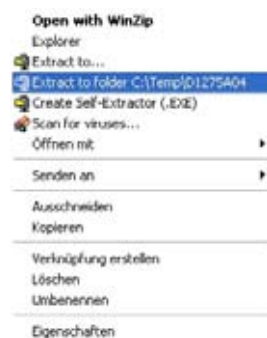 Open with WinZip
Explorer
Extract to...
Extract to folder C:\Temp\D1275A04
Create Self-Extractor (.EXE)
Scan for viruses...
Öffnen mit
Senden an
Ausschneiden
Kopieren
Verknüpfung erstellen
Löschen
Umbenennen
Eigenschaften